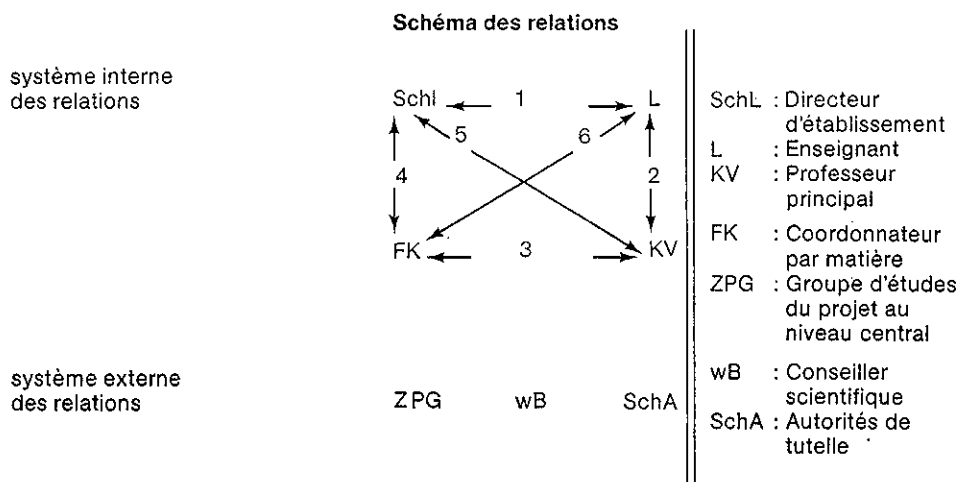 Schéma des relations
système interne
des relations
Schl 1 L
5 6
4 2
FK 3 KV
système externe
des relations
ZPG wB SchA
SchL : Directeur
d'établissement
L : Enseignant
KV : Professeur
principal
FK : Coordonnateur
par matière
ZPG : Groupe d'études
du projet au
niveau central
wB : Conseiller
scientifique
SchA : Autorités de
tutelle